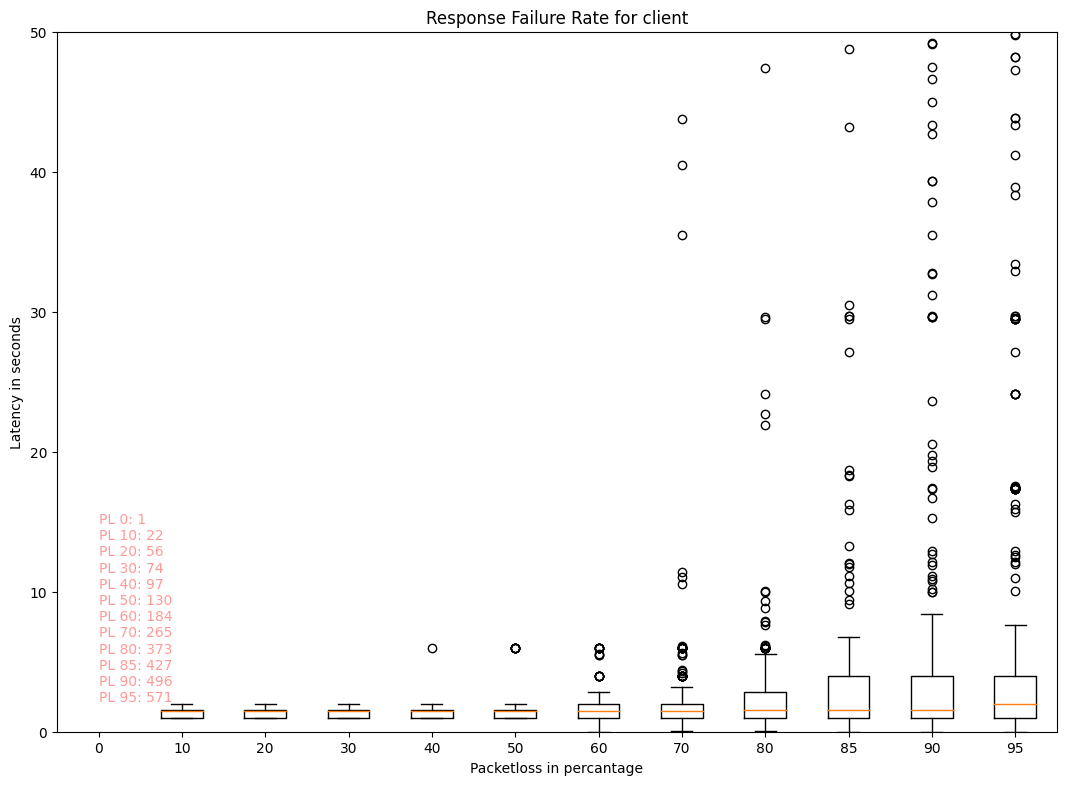 Response Failure Rate for client
50
40
30
20
10
0
Latency in seconds
PL 0: 1
PL 10: 22
PL 20: 56
PL 30: 74
PL 40: 97
PL 50: 130
PL 60: 184
PL 70: 265
PL 80: 373
PL 85: 427
PL 90: 496
PL 95: 571
0 10 20 30 40 50 60 70 80 85 90 95
Packetloss in percantage